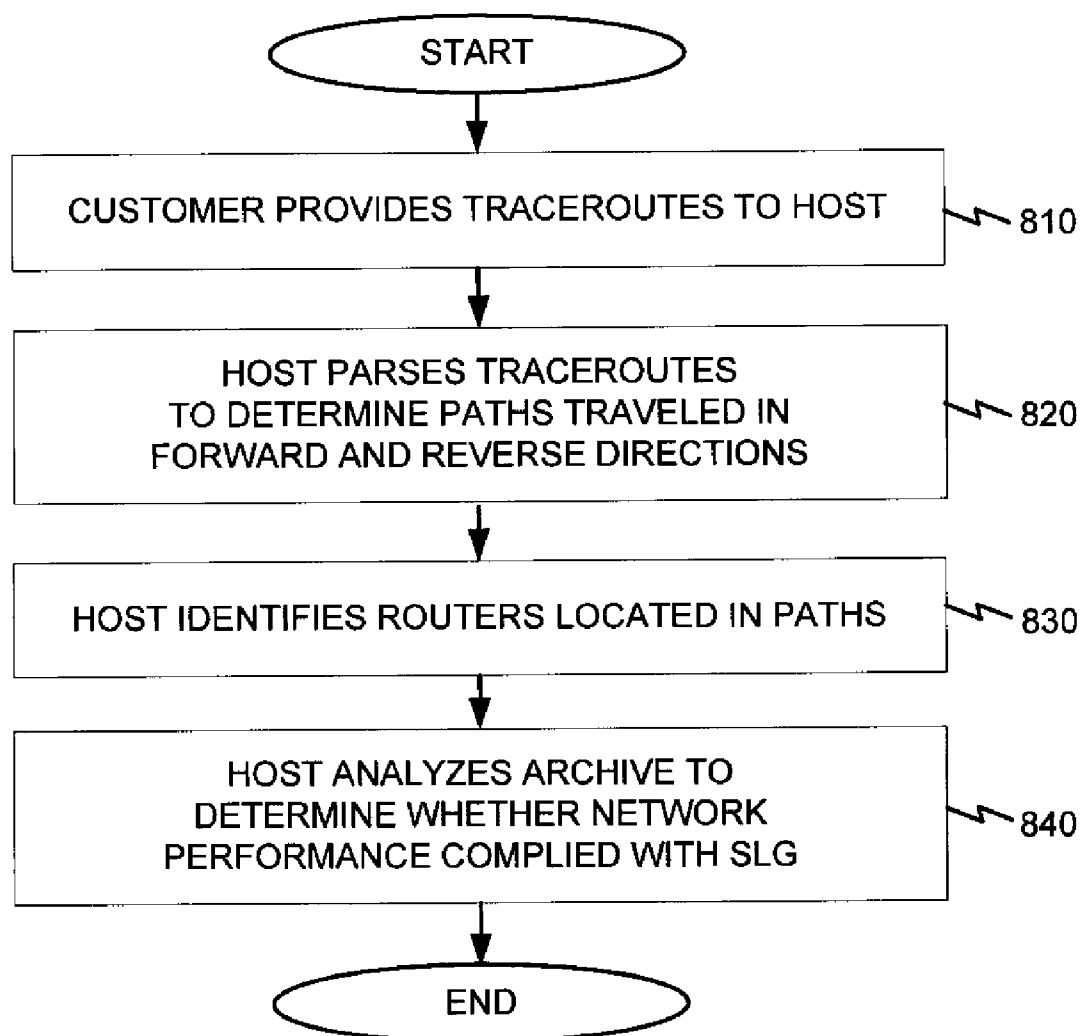 START
CUSTOMER PROVIDES TRACEROUTES TO HOST
810
HOST PARSES TRACEROUTES
TO DETERMINE PATHS TRAVELED IN
FORWARD AND REVERSE DIRECTIONS
820
HOST IDENTIFIES ROUTERS LOCATED IN PATHS
830
HOST ANALYZES ARCHIVE TO
DETERMINE WHETHER NETWORK
PERFORMANCE COMPLIED WITH SLG
840
END